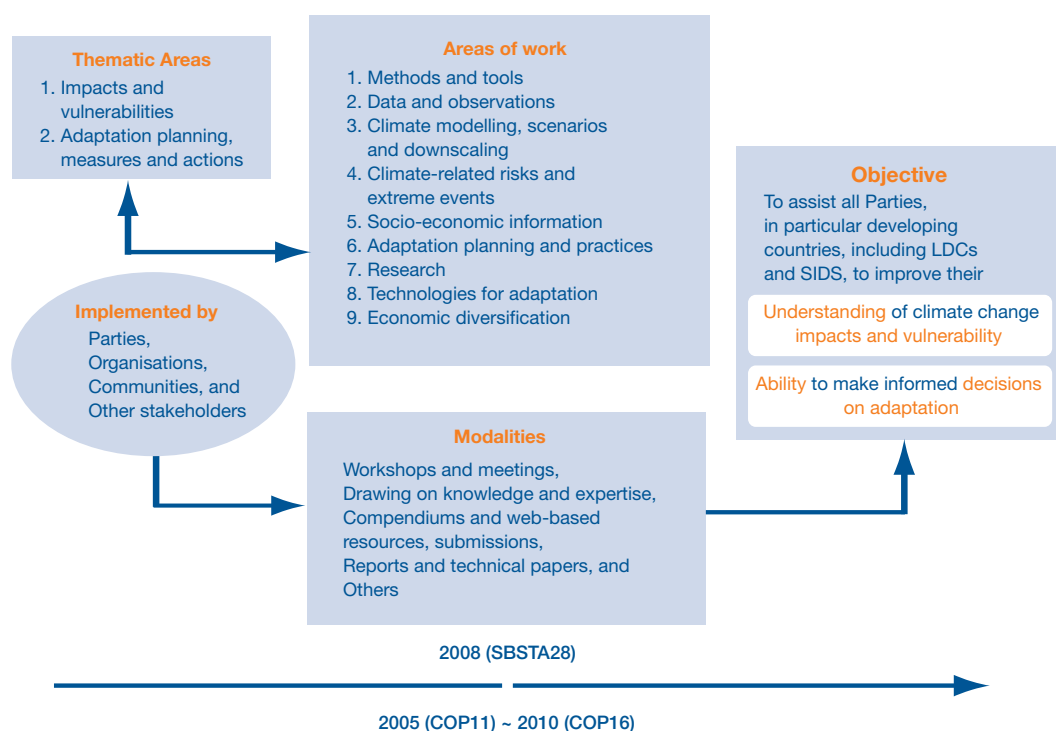 Thematic Areas
1. Impacts and
vulnerabilities
2. Adaptation planning,
measures and actions
Areas of work
1. Methods and tools
2. Data and observations
3. Climate modelling, scenarios
and downscaling
4. Climate-related risks and
extreme events
5. Socio-economic information
6. Adaptation planning and practices
7. Research
8. Technologies for adaptation
9. Economic diversification
Objective
To assist all Parties,
in particular developing
countries, including LDCs
and SIDS, to improve their
Understanding of climate change
impacts and vulnerability
Ability to make informed decisions
on adaptation
Implemented by
Parties,
Organisations,
Communities, and
Other stakeholders
Modalities
Workshops and meetings,
Drawing on knowledge and expertise,
Compendiums and web-based
resources, submissions,
Reports and technical papers, and
Others
2008 (SBSTA28)
2005 (COP11) ~ 2010 (COP16)